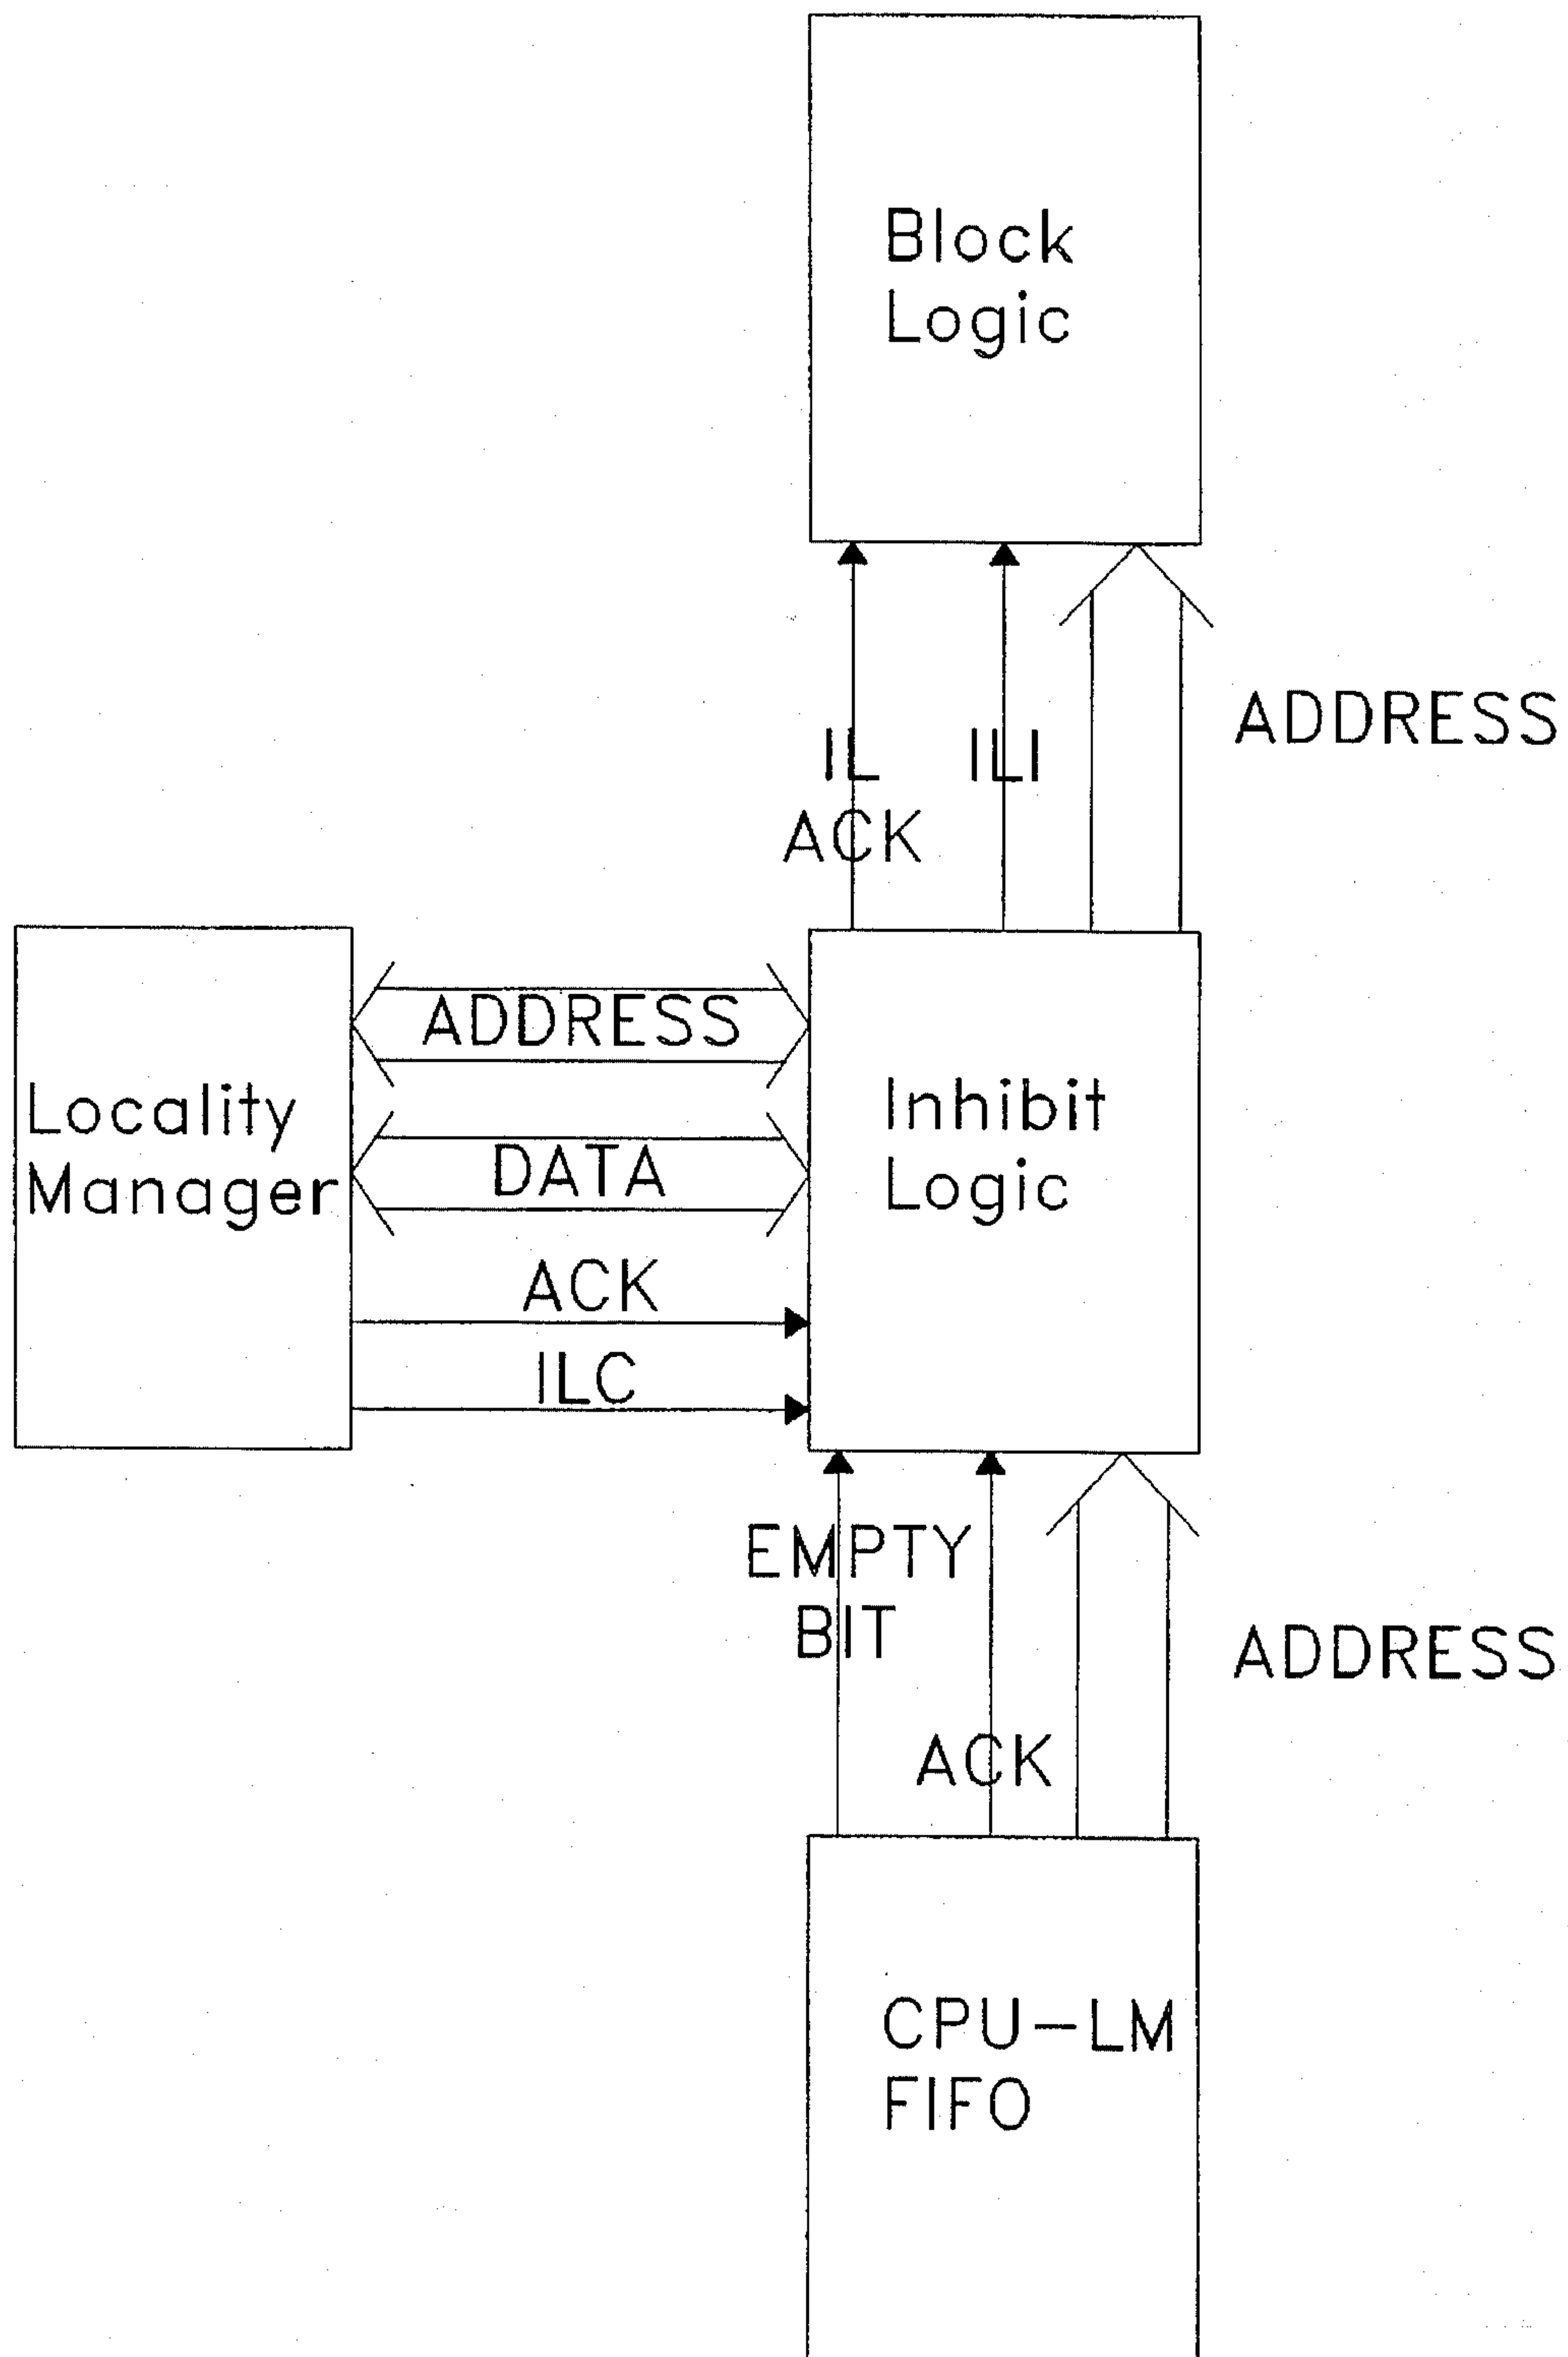 Block
Logic
ADDRESS
IL
ACK
ILI
ADDRESS
Locality
Manager
DATA
Inhibit
Logic
ACK
ILC
EMPTY
BIT
ADDRESS
ACK
CPU-LM
FIFO